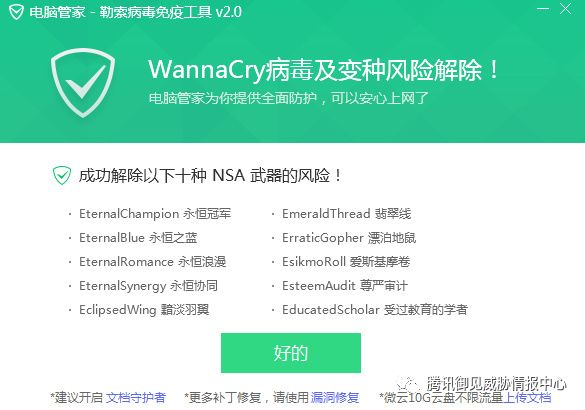 电脑管家 - 勒索病毒免疫工具 v2.0
WannaCry病毒及变种风险解除！
电脑管家为你提供全面防护，可以安心上网了
成功解除以下十种 NSA 武器的风险！
· EternalChampion 永恒冠军
· EmeraldThread 翡翠线
· EternalBlue 永恒之蓝
· ErraticGopher 漂泊地鼠
· EternalRomance 永恒浪漫
· EsikmoRoll 爱斯基摩卷
· EternalSynergy 永恒协同
· EsteemAudit 尊严审计
· EclipsedWing 黯淡羽翼
· EducatedScholar 受过教育的学者
好的
腾讯御见威胁情报中心
*建议开启 文档守护者 *更多补丁修复，请使用 漏洞修复 *微云10G云盘不限流量上传文档